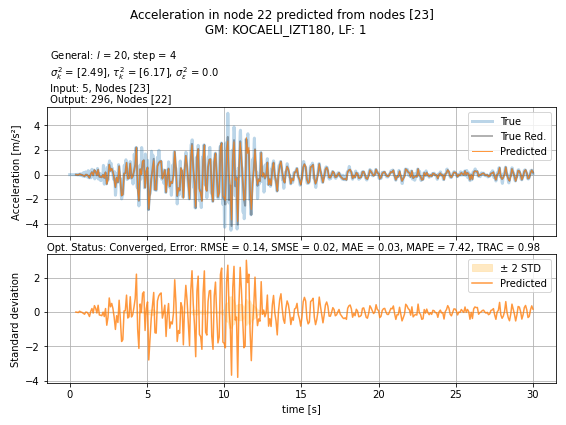 Acceleration in node 22 predicted from nodes [23]
GM: KOCAELI_IZT180, LF: 1
General: l = 20, step = 4
σ²ₖ = [2.49], τ²ₖ = [6.17], σ²ε = 0.0
Input: 5, Nodes [23]
Output: 296, Nodes [22]
Acceleration [m/s²]
4
2
0
−2
−4
True
True Red.
Predicted
Opt. Status: Converged, Error: RMSE = 0.14, SMSE = 0.02, MAE = 0.03, MAPE = 7.42, TRAC = 0.98
Standard deviation
2
0
−2
−4
± 2 STD
Predicted
0 5 10 15 20 25 30
time [s]